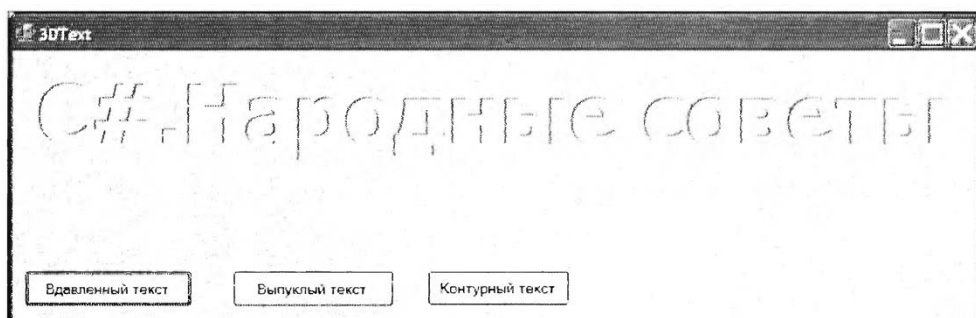 3DText
C#.Народные советы
Вдавленный текст Выпуклый текст Контурный текст